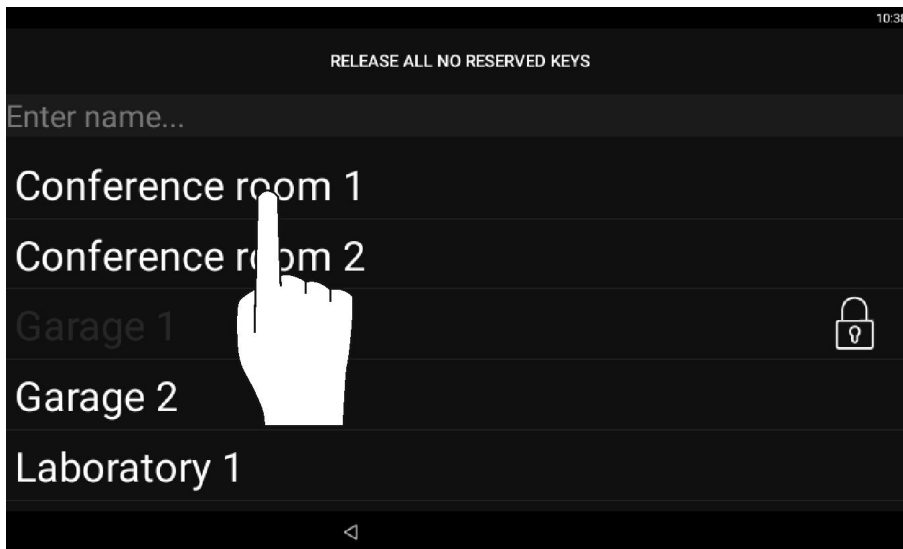 10:38
RELEASE ALL NO RESERVED KEYS
Enter name...
Conference room 1
Conference room 2
Garage 1
Garage 2
Laboratory 1